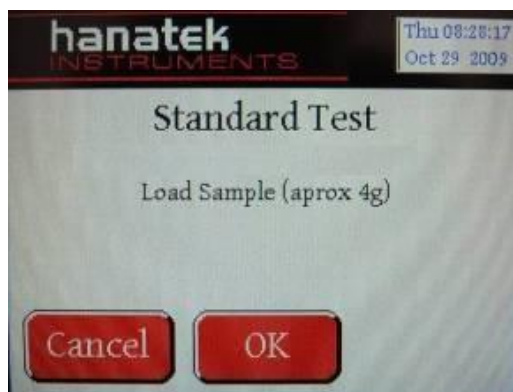 hanatek
INSTRUMENTS
Thu 08:28:17
Oct 29 2009
Standard Test
Load Sample (aprox 4g)
Cancel
OK